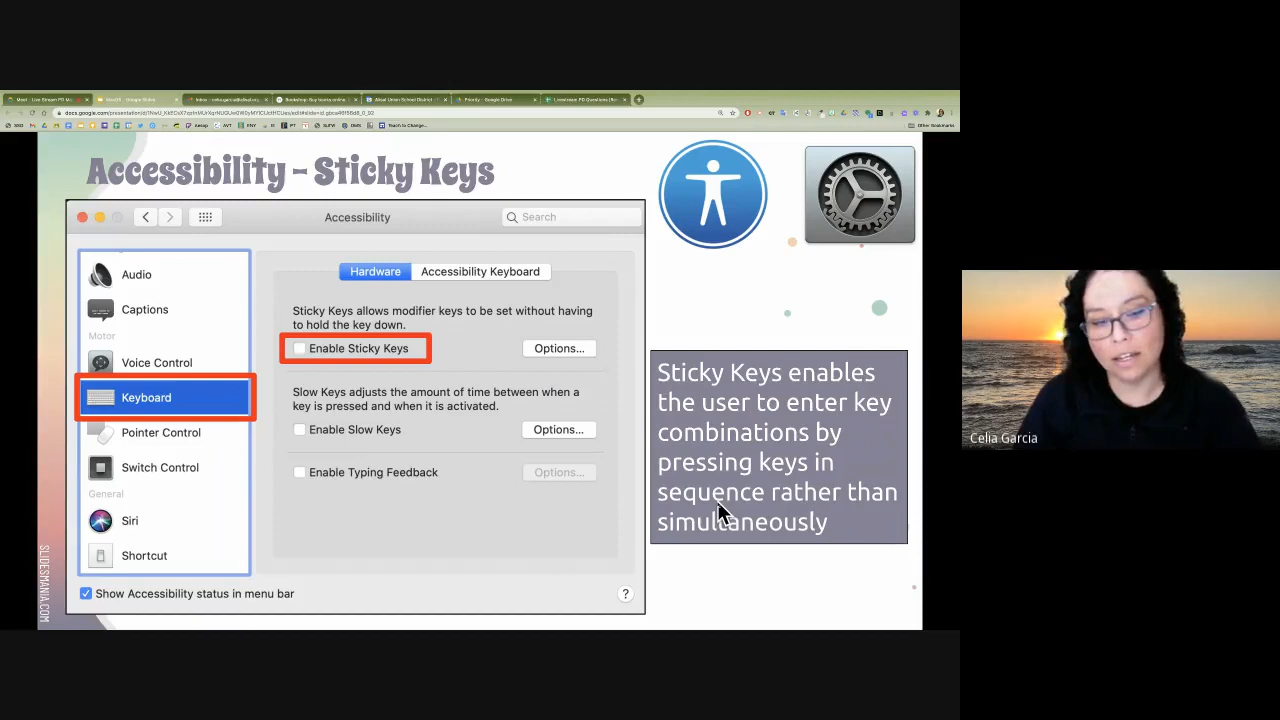 Accessibility - Sticky Keys
Accessibility
Search
Audio
Captions
Motor
Voice Control
Keyboard
Pointer Control
Switch Control
General
Siri
Shortcut
Hardware
Accessibility Keyboard
Sticky Keys allows modifier keys to be set without having
to hold the key down.
Enable Sticky Keys
Options...
Slow Keys adjusts the amount of time between when a
key is pressed and when it is activated.
Enable Slow Keys
Options...
Enable Typing Feedback
Options...
Show Accessibility status in menu bar
?
Sticky Keys enables
the user to enter key
combinations by
pressing keys in
sequence rather than
simultaneously
SLIDESMANIA.COM
Celia Garcia